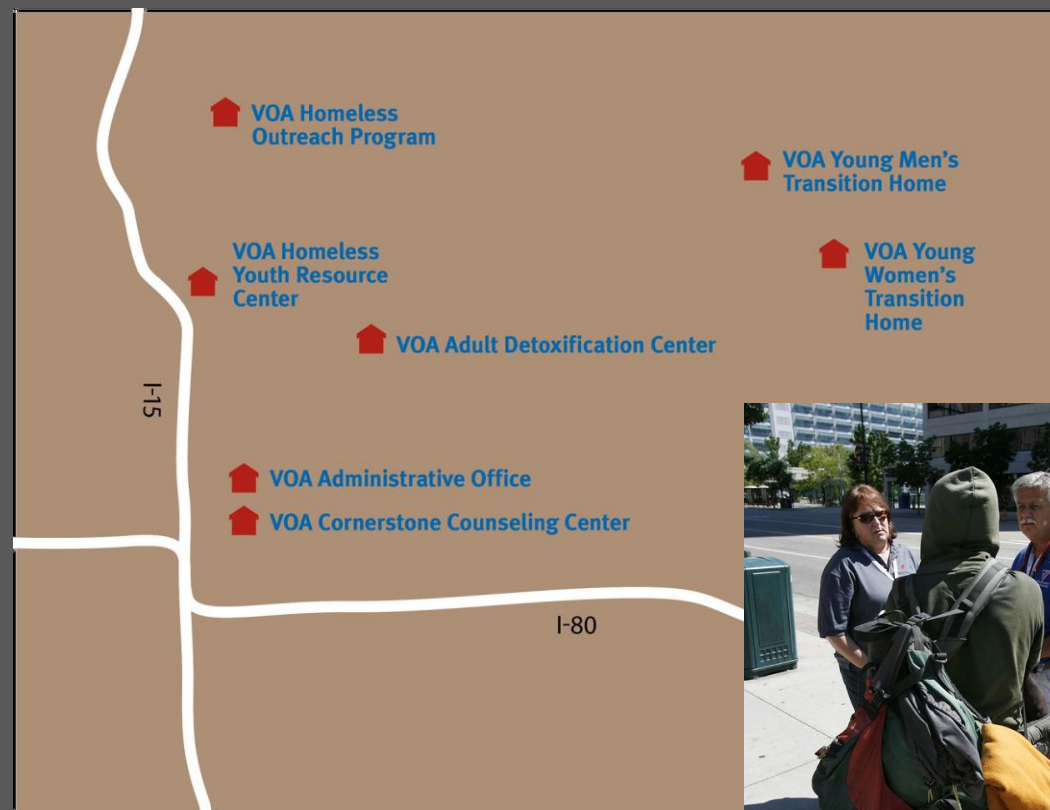 VOA Homeless
Outreach Program
VOA Young Men’s
Transition Home
VOA Homeless
Youth Resource
Center
VOA Young
Women’s
Transition
Home
VOA Adult Detoxification Center
I-15
VOA Administrative Office
VOA Cornerstone Counseling Center
I-80